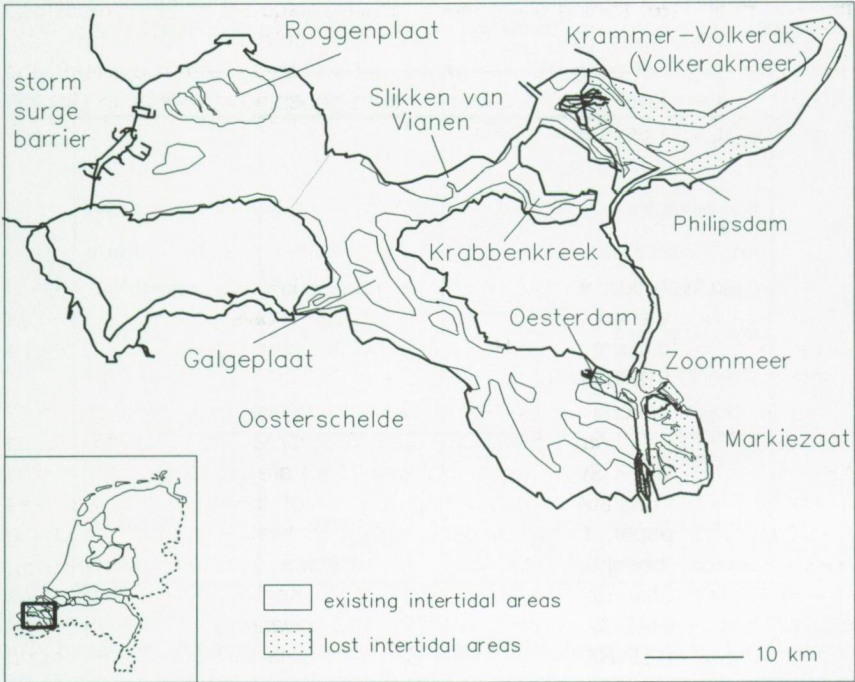 Roggenplaat
Krammer–Volkerak
(Volkerakmeer)
storm
surge
barrier
Slikken van
Vianen
Philipsdam
Krabbenkreek
Oesterdam
Galgeplaat
Zoommeer
Oosterschelde
Markiezaat
existing intertidal areas
lost intertidal areas
10 km